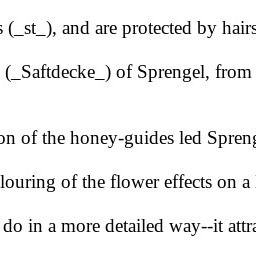 s (_st_), and are protected by hairs
(_Saftdecke_) of Sprengel, from
on of the honey-guides led Spreng
louring of the flower effects on a
do in a more detailed way--it attra